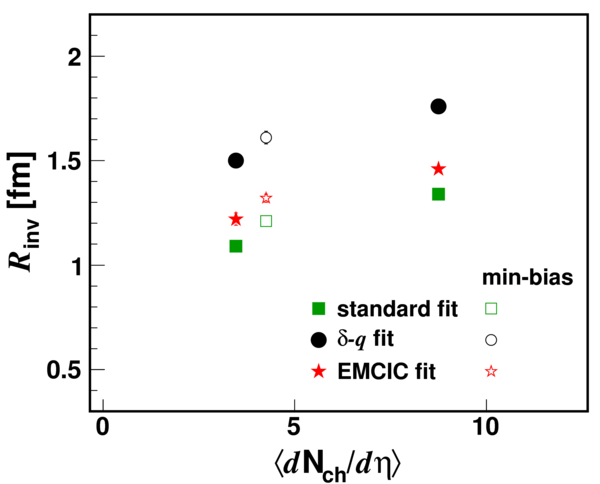 2
1.5
1
0.5
R_inv [fm]
min-bias
standard fit
δ-q fit
EMCIC fit
0 5 10
⟨dN_ch/dη⟩